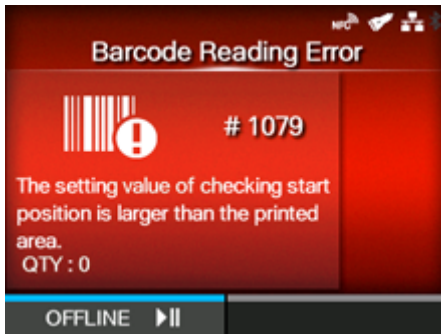 NFC
Barcode Reading Error
# 1079
The setting value of checking start
position is larger than the printed
area.
QTY : 0
OFFLINE